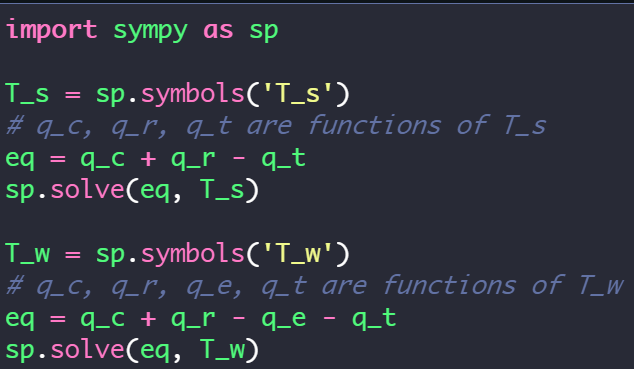 import sympy as sp
T_s = sp.symbols('T_s')
# q_c, q_r, q_t are functions of T_s
eq = q_c + q_r - q_t
sp.solve(eq, T_s)
T_w = sp.symbols('T_w')
# q_c, q_r, q_e, q_t are functions of T_w
eq = q_c + q_r - q_e - q_t
sp.solve(eq, T_w)